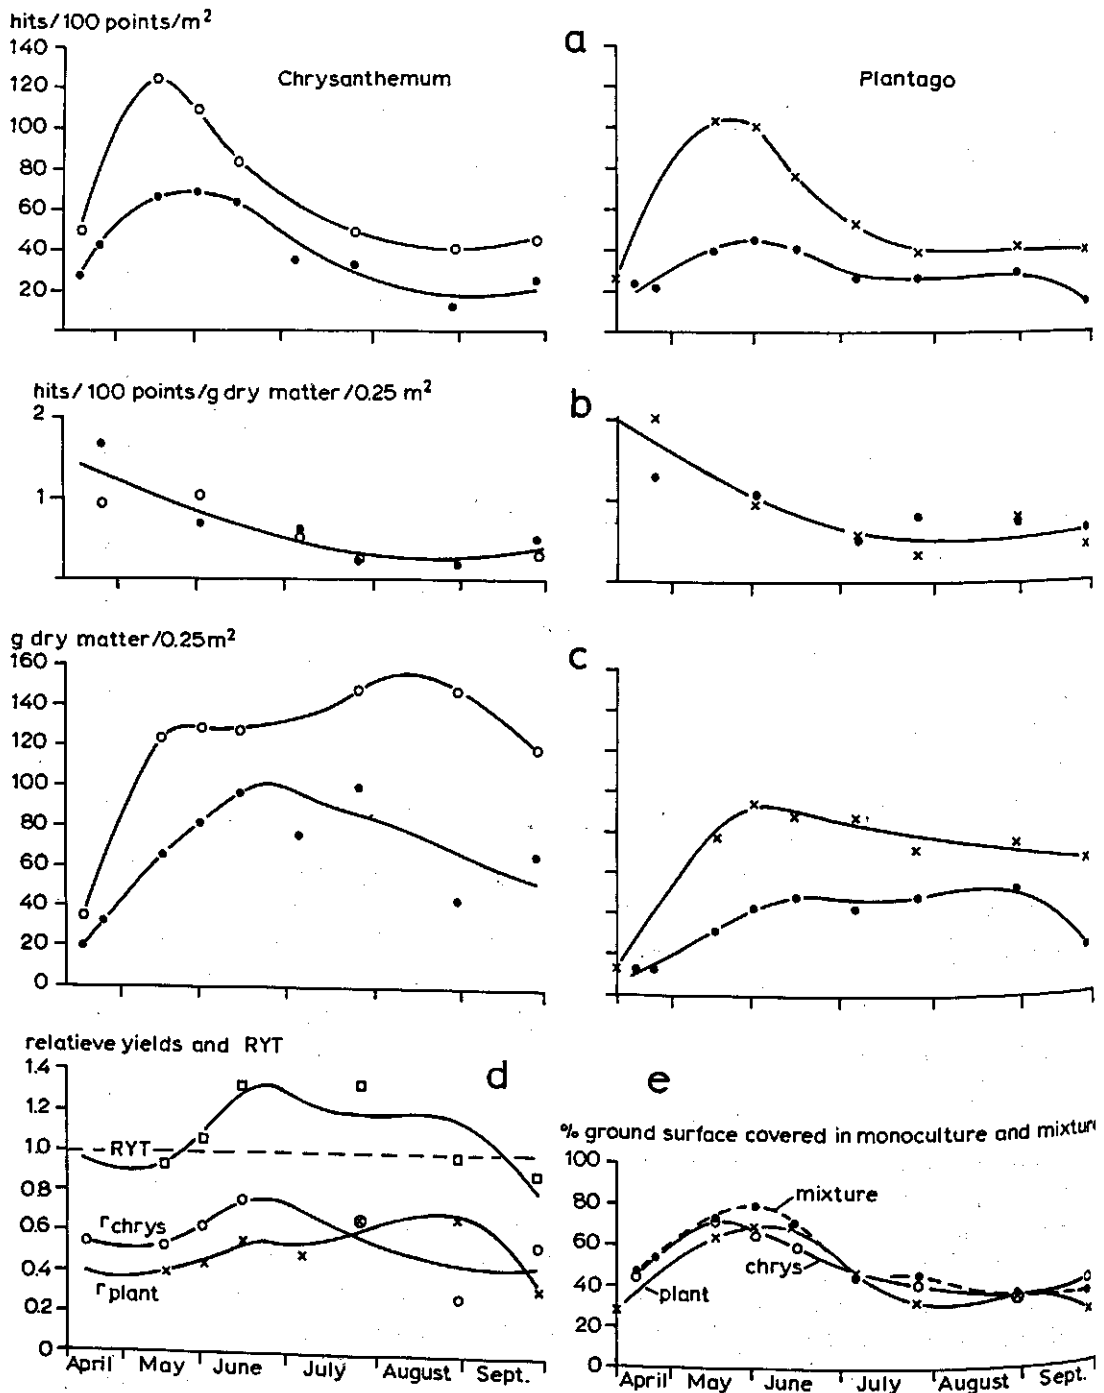 hits/100 points/m²
a
140
120
100
80
60
40
20
Chrysanthemum
Plantago
hits/100 points/g dry matter/0.25 m²
b
2
1
g dry matter/0.25m²
c
160
140
120
100
80
60
40
20
0
relatieve yields and RYT
d
1.4
1.2
1.0
0.8
0.6
0.4
0.2
0
RYT
rchrys
rplant
April May June July August Sept.
e
% ground surface covered in monoculture and mixture
100
80
60
40
20
0
mixture
chrys
plant
April May June July August Sept.